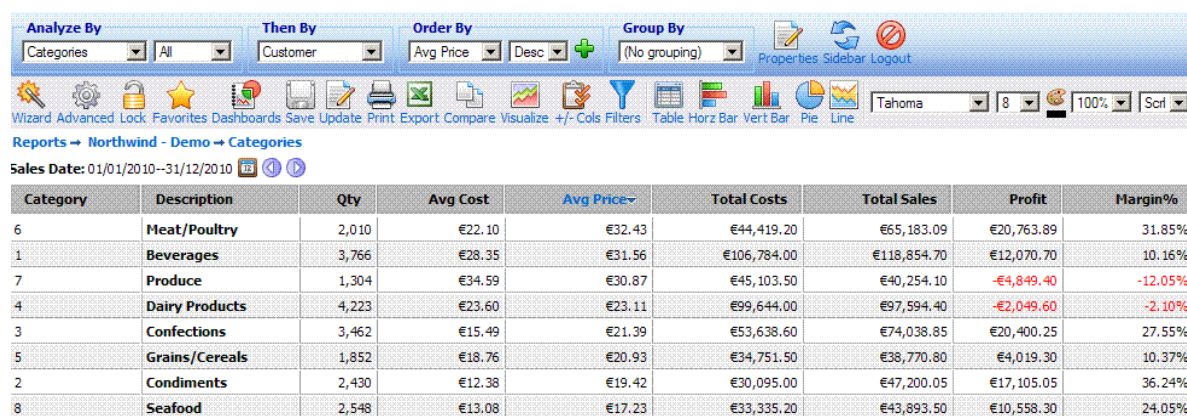 Analyze By Then By Order By Group By
Categories All Customer Avg Price Desc (No grouping) Properties Sidebar Logout
Wizard Advanced Lock Favorites Dashboards Save Update Print Export Compare Visualize +/- Cols Filters Table Horz Bar Vert Bar Pie Line Tahoma 8 100% Scrl
Reports → Northwind - Demo → Categories
Sales Date: 01/01/2010--31/12/2010 12
Category Description Qty Avg Cost Avg Price Total Costs Total Sales Profit Margin%
6 Meat/Poultry 2,010 €22.10 €32.43 €44,419.20 €65,183.09 €20,763.89 31.85%
1 Beverages 3,766 €28.35 €31.56 €106,784.00 €118,854.70 €12,070.70 10.16%
7 Produce 1,304 €34.59 €30.87 €45,103.50 €40,254.10 -€4,849.40 -12.05%
4 Dairy Products 4,223 €23.60 €23.11 €99,644.00 €97,594.40 -€2,049.60 -2.10%
3 Confections 3,462 €15.49 €21.39 €53,638.60 €74,038.85 €20,400.25 27.55%
5 Grains/Cereals 1,852 €18.76 €20.93 €34,751.50 €38,770.80 €4,019.30 10.37%
2 Condiments 2,430 €12.38 €19.42 €30,095.00 €47,200.05 €17,105.05 36.24%
8 Seafood 2,548 €13.08 €17.23 €33,335.20 €43,893.50 €10,558.30 24.05%